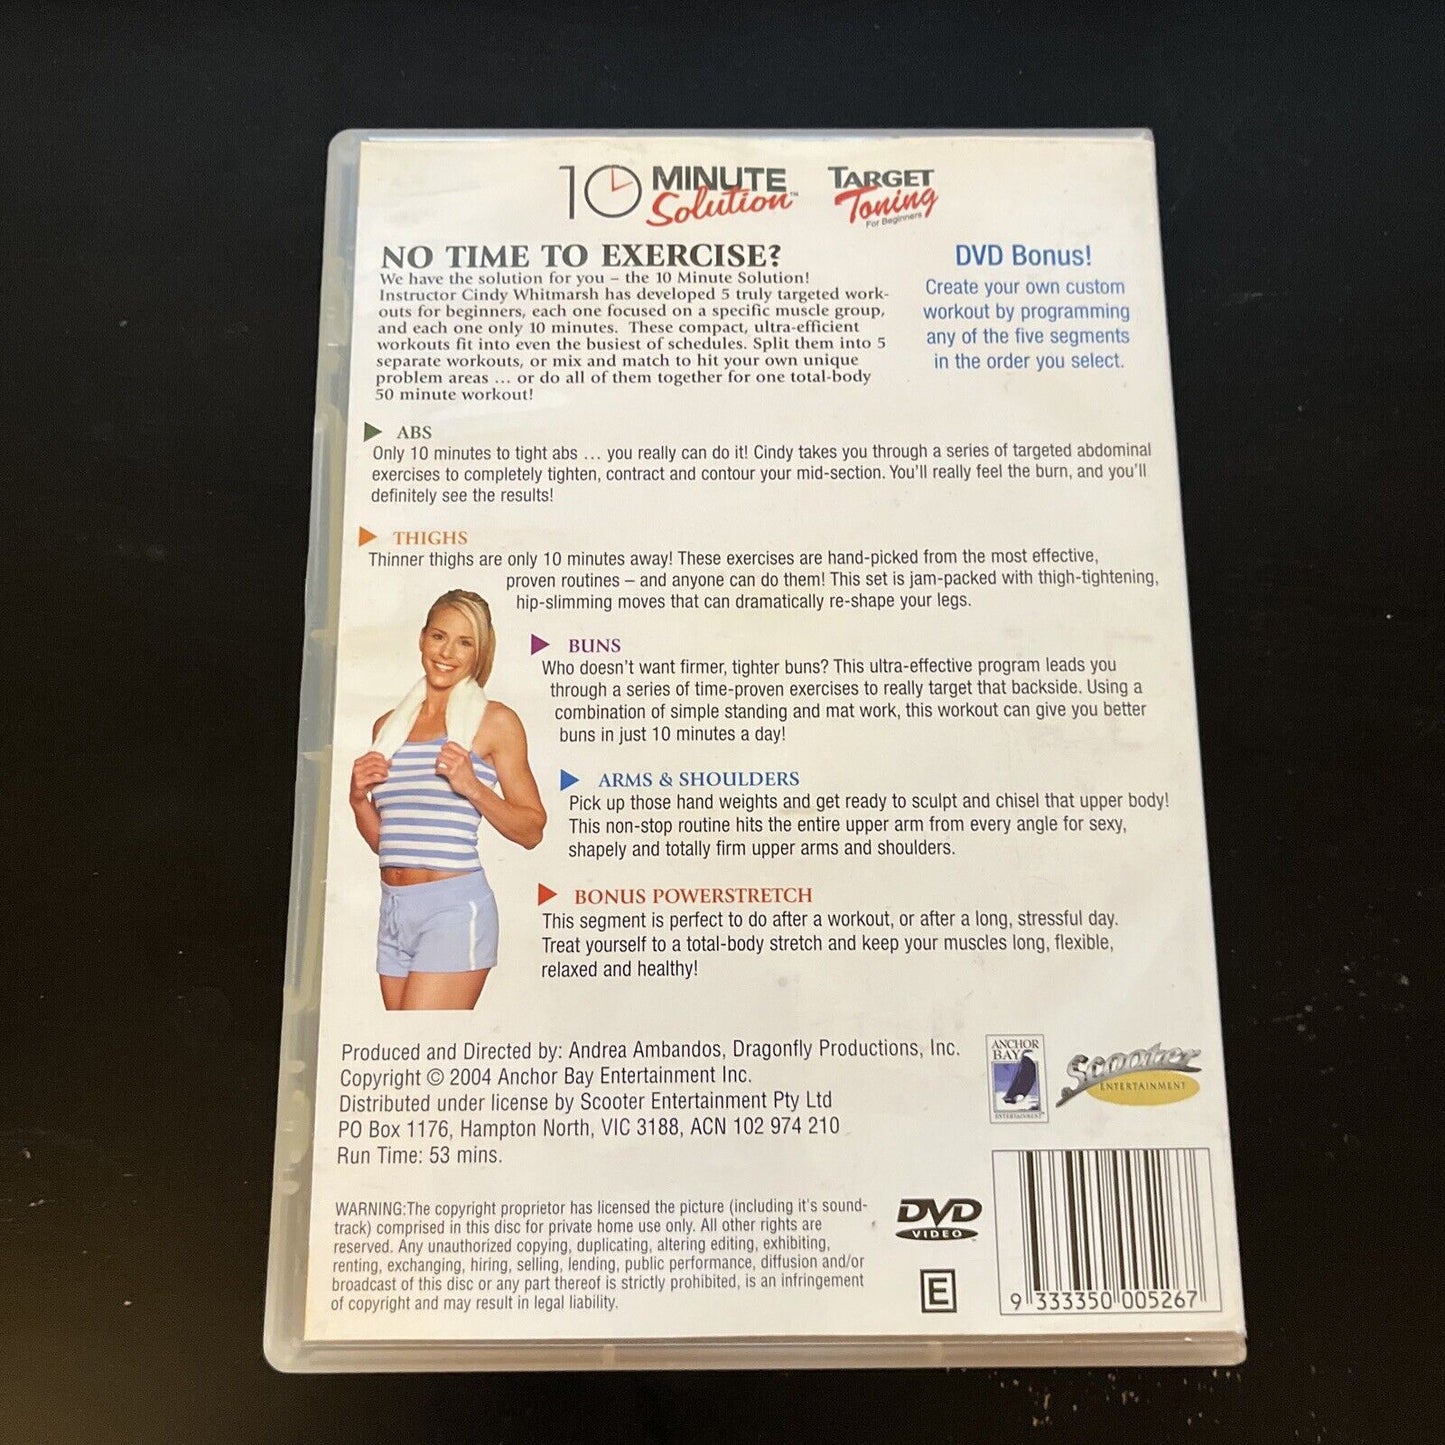 10 MINUTE Solution™
TARGET Toning
For Beginners
NO TIME TO EXERCISE?
We have the solution for you – the 10 Minute Solution!
Instructor Cindy Whitmarsh has developed 5 truly targeted work-
outs for beginners, each one focused on a specific muscle group,
and each one only 10 minutes. These compact, ultra-efficient
workouts fit into even the busiest of schedules. Split them into 5
separate workouts, or mix and match to hit your own unique
problem areas ... or do all of them together for one total-body
50 minute workout!
DVD Bonus!
Create your own custom
workout by programming
any of the five segments
in the order you select.
ABS
Only 10 minutes to tight abs ... you really can do it! Cindy takes you through a series of targeted abdominal
exercises to completely tighten, contract and contour your mid-section. You'll really feel the burn, and you'll
definitely see the results!
THIGHS
Thinner thighs are only 10 minutes away! These exercises are hand-picked from the most effective,
proven routines – and anyone can do them! This set is jam-packed with thigh-tightening,
hip-slimming moves that can dramatically re-shape your legs.
BUNS
Who doesn't want firmer, tighter buns? This ultra-effective program leads you
through a series of time-proven exercises to really target that backside. Using a
combination of simple standing and mat work, this workout can give you better
buns in just 10 minutes a day!
ARMS & SHOULDERS
Pick up those hand weights and get ready to sculpt and chisel that upper body!
This non-stop routine hits the entire upper arm from every angle for sexy,
shapely and totally firm upper arms and shoulders.
BONUS POWERSTRETCH
This segment is perfect to do after a workout, or after a long, stressful day.
Treat yourself to a total-body stretch and keep your muscles long, flexible,
relaxed and healthy!
Produced and Directed by: Andrea Ambandos, Dragonfly Productions, Inc.
Copyright © 2004 Anchor Bay Entertainment Inc.
Distributed under license by Scooter Entertainment Pty Ltd
PO Box 1176, Hampton North, VIC 3188, ACN 102 974 210
Run Time: 53 mins.
ANCHOR
BAY
ENTERTAINMENT
Scooter
ENTERTAINMENT
WARNING:The copyright proprietor has licensed the picture (including it's sound-
track) comprised in this disc for private home use only. All other rights are
reserved. Any unauthorized copying, duplicating, altering editing, exhibiting,
renting, exchanging, hiring, selling, lending, public performance, diffusion and/or
broadcast of this disc or any part thereof is strictly prohibited, is an infringement
of copyright and may result in legal liability.
DVD
VIDEO
E
9 333350 005267